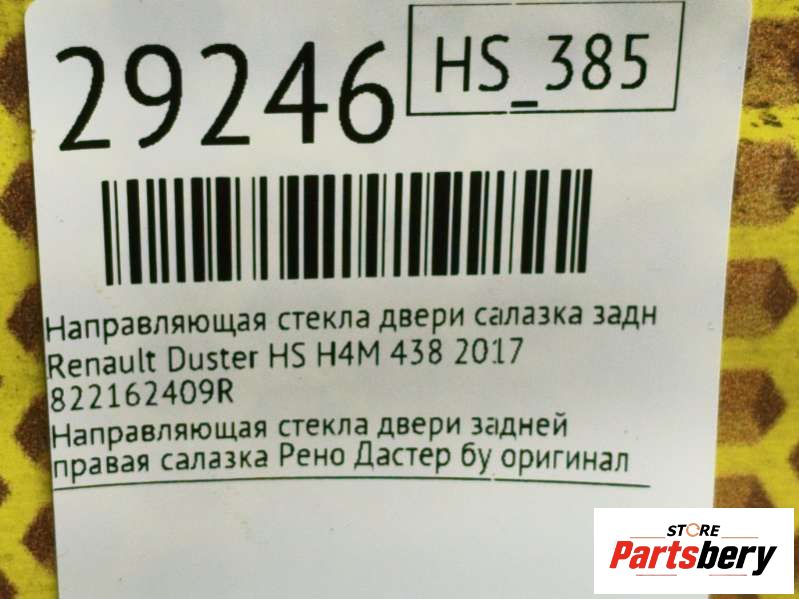 29246
HS_385
Направляющая стекла двери салазка задн
Renault Duster HS H4M 438 2017
822162409R
Направляющая стекла двери задней
правая салазка Рено Дастер бу оригинал
STORE
Partsbery